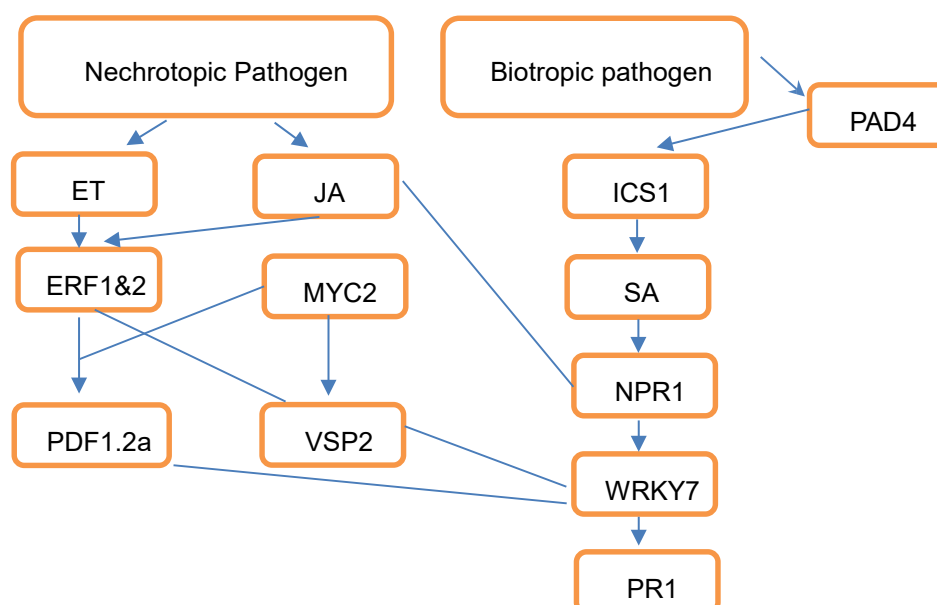 Nechrotopic Pathogen
Biotropic pathogen
PAD4
ET
JA
ICS1
ERF1&2
MYC2
SA
NPR1
PDF1.2a
VSP2
WRKY7
PR1